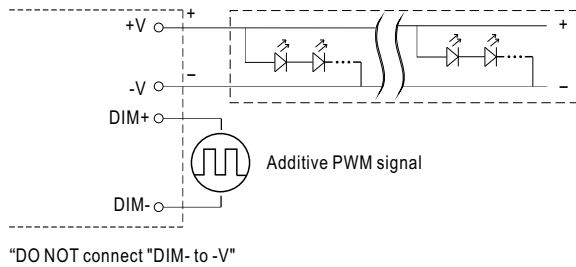 +V
+
+
-V
−
−
DIM+
Additive PWM signal
DIM-
“DO NOT connect "DIM- to -V"